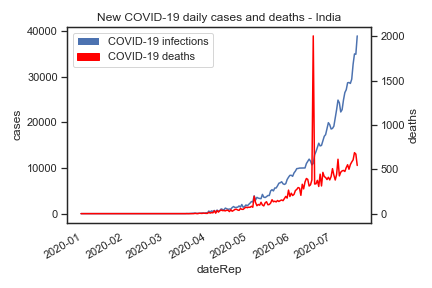 New COVID-19 daily cases and deaths - India
COVID-19 infections
COVID-19 deaths
40000
30000
20000
10000
0
cases
2000
1500
1000
500
0
deaths
2020-01
2020-02
2020-03
2020-04
2020-05
2020-06
2020-07
dateRep